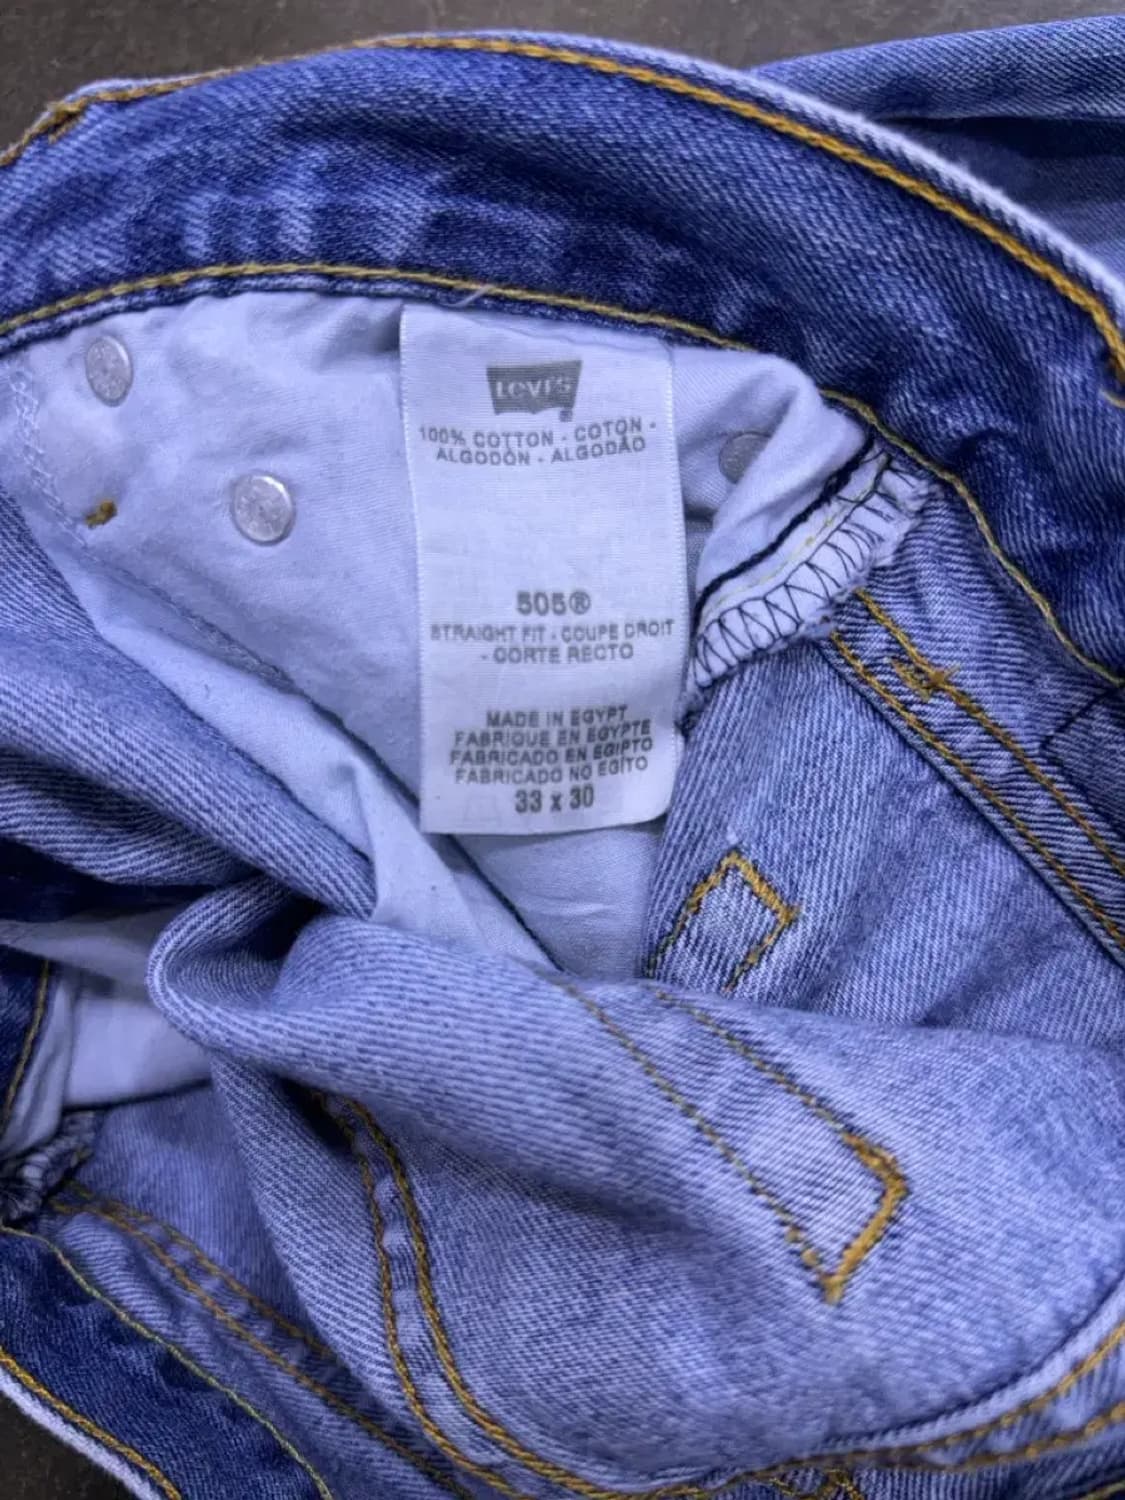 LEVI'S
100% COTTON - COTON -
ALGODÓN - ALGODÃO
505®
STRAIGHT FIT - COUPE DROIT
- CORTE RECTO
MADE IN EGYPT
FABRIQUE EN EGYPTE
FABRICADO EN EGIPTO
FABRICADO NO EGITO
33 x 30